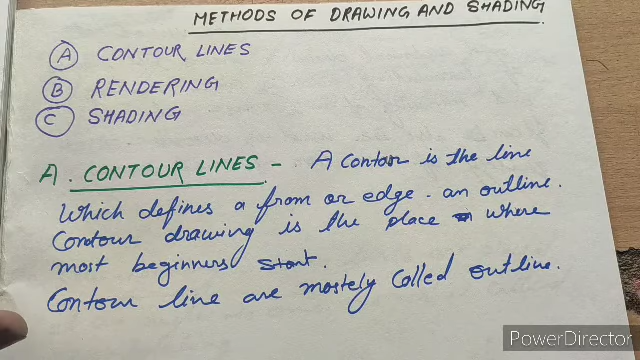 METHODS OF DRAWING AND SHADING
A CONTOUR LINES
B RENDERING
C SHADING
A. CONTOUR LINES - A contour is the line
Which defines a from or edge. an outline.
Contour drawing is the place where
most beginners start.
Contour line are mostely called outline.
PowerDirector